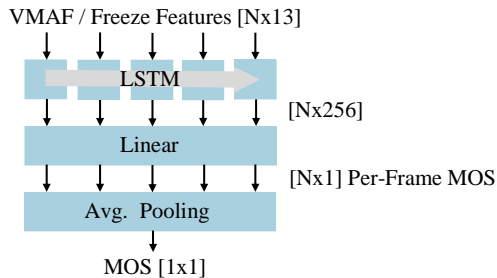 VMAF / Freeze Features [Nx13]
LSTM
[Nx256]
Linear
[Nx1] Per-Frame MOS
Avg. Pooling
MOS [1x1]